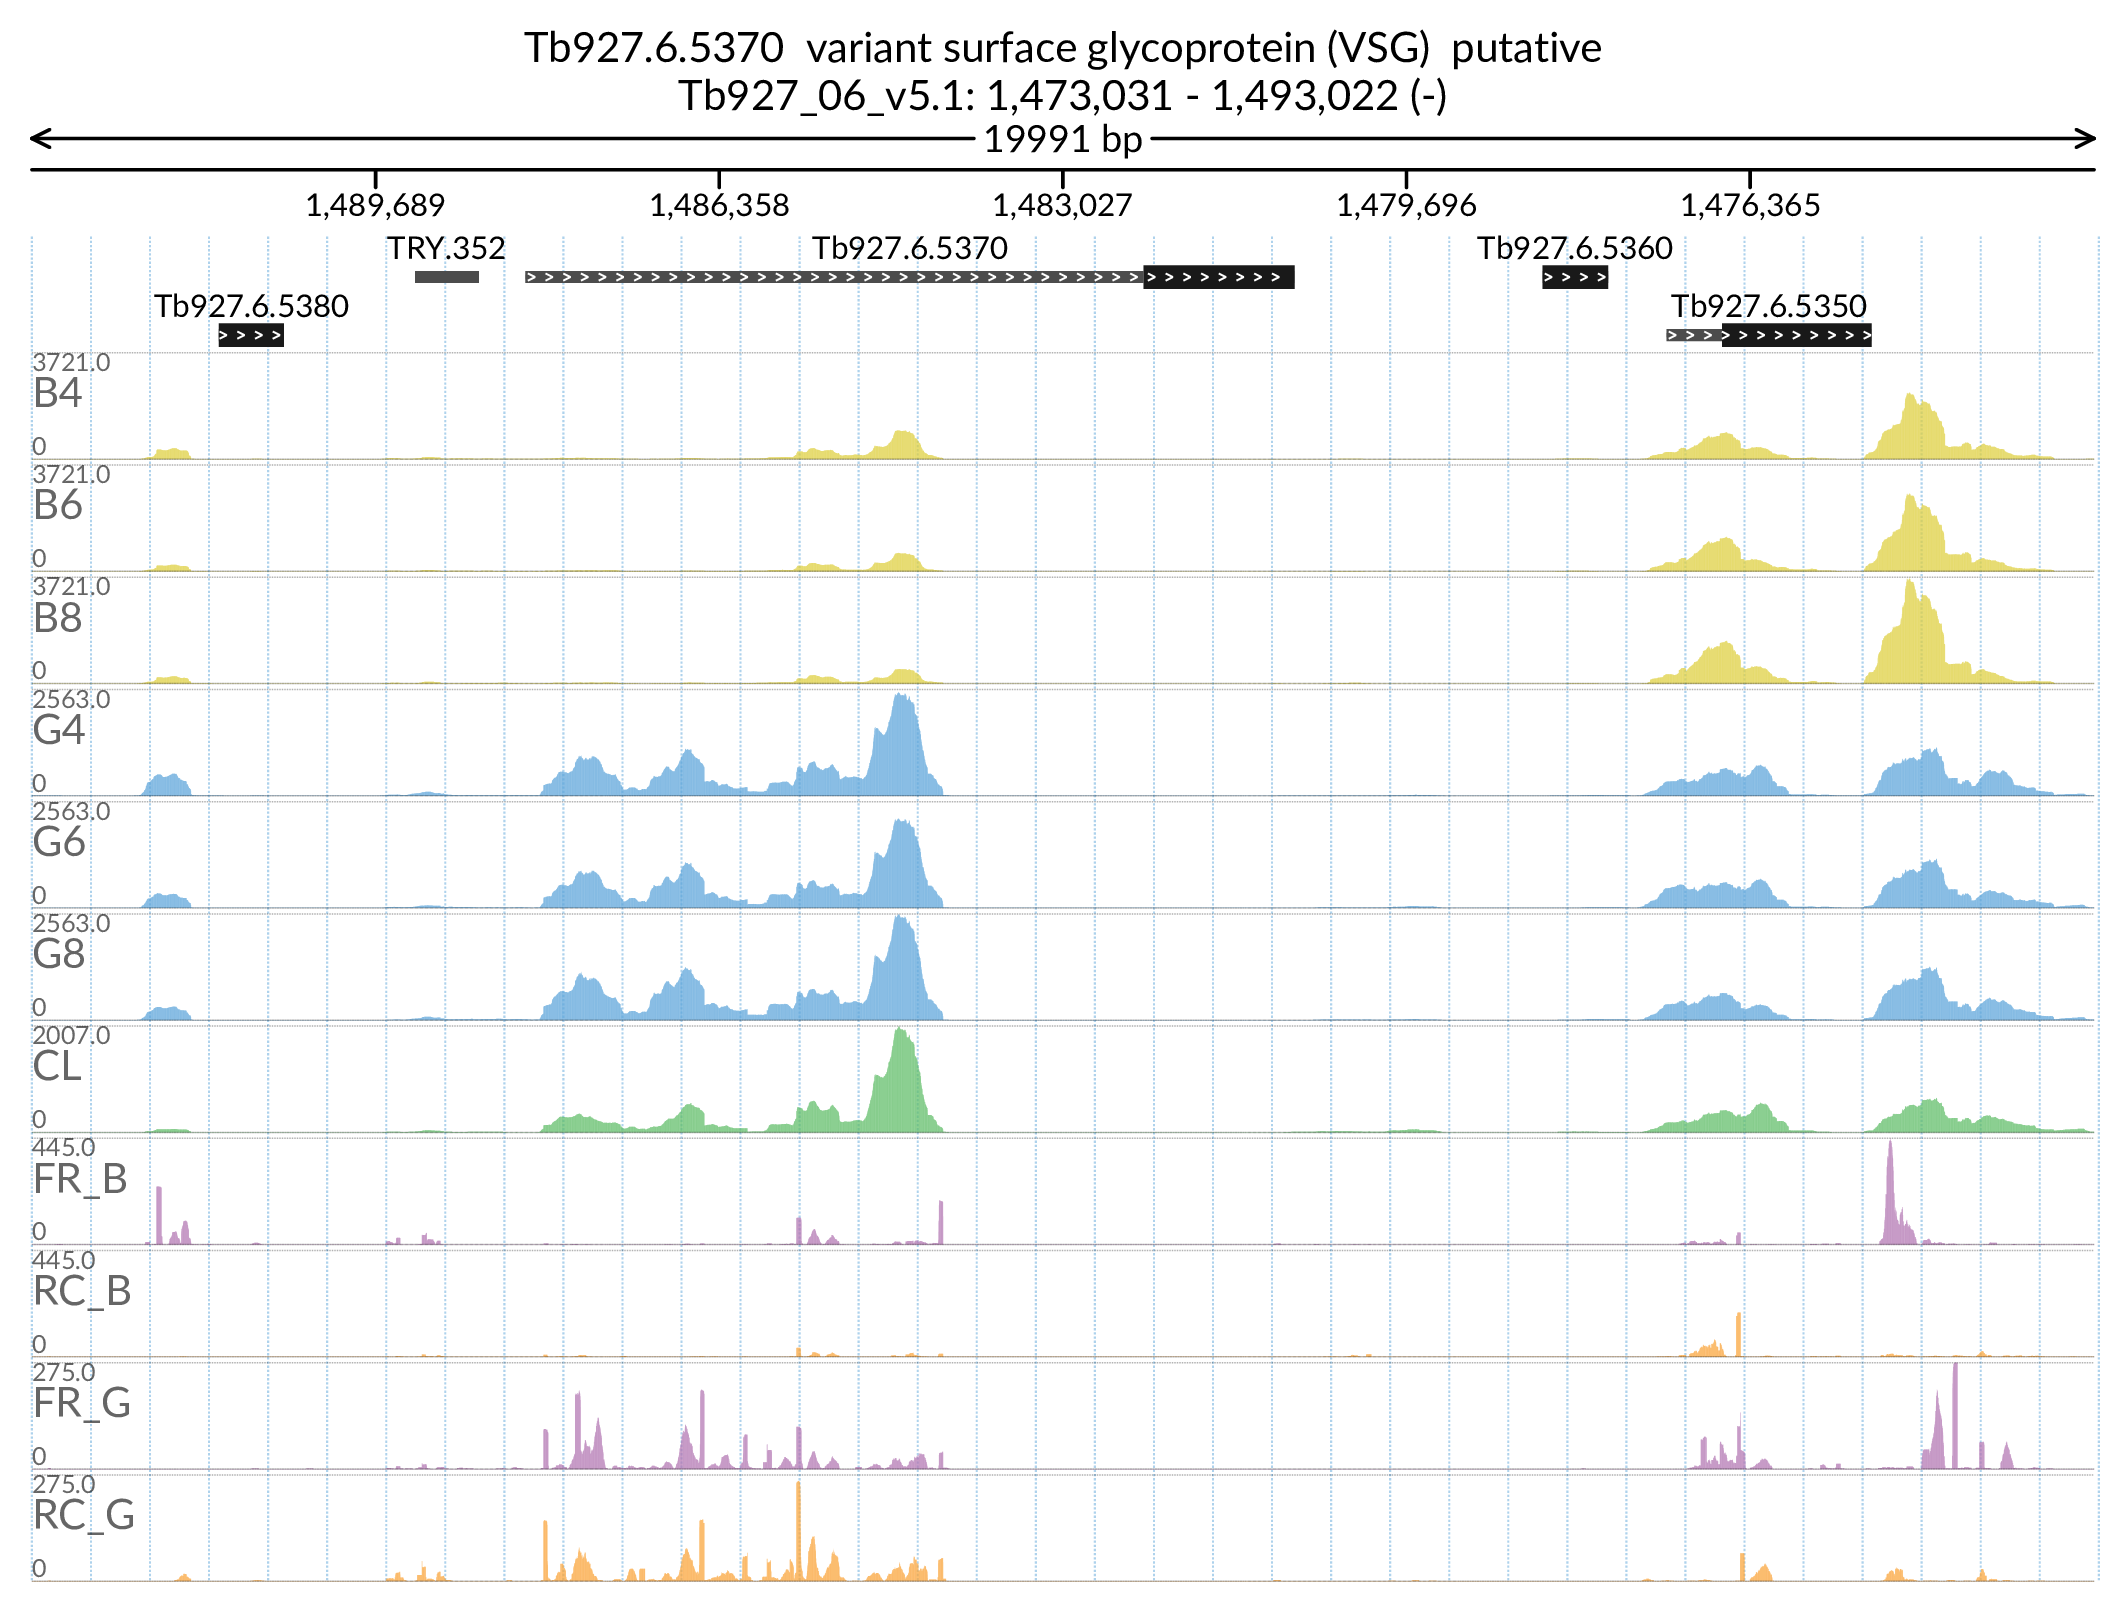 Tb927.6.5370  variant surface glycoprotein (VSG)  putative
Tb927_06_v5.1: 1,473,031 - 1,493,022 (-)
19991 bp
1,489,689 1,486,358 1,483,027 1,479,696 1,476,365
TRY.352 Tb927.6.5370 Tb927.6.5360
Tb927.6.5380 Tb927.6.5350
3721.0
B4
0
3721.0
B6
0
3721.0
B8
0
2563.0
G4
0
2563.0
G6
0
2563.0
G8
0
2007.0
CL
0
445.0
FR_B
0
445.0
RC_B
0
275.0
FR_G
0
275.0
RC_G
0